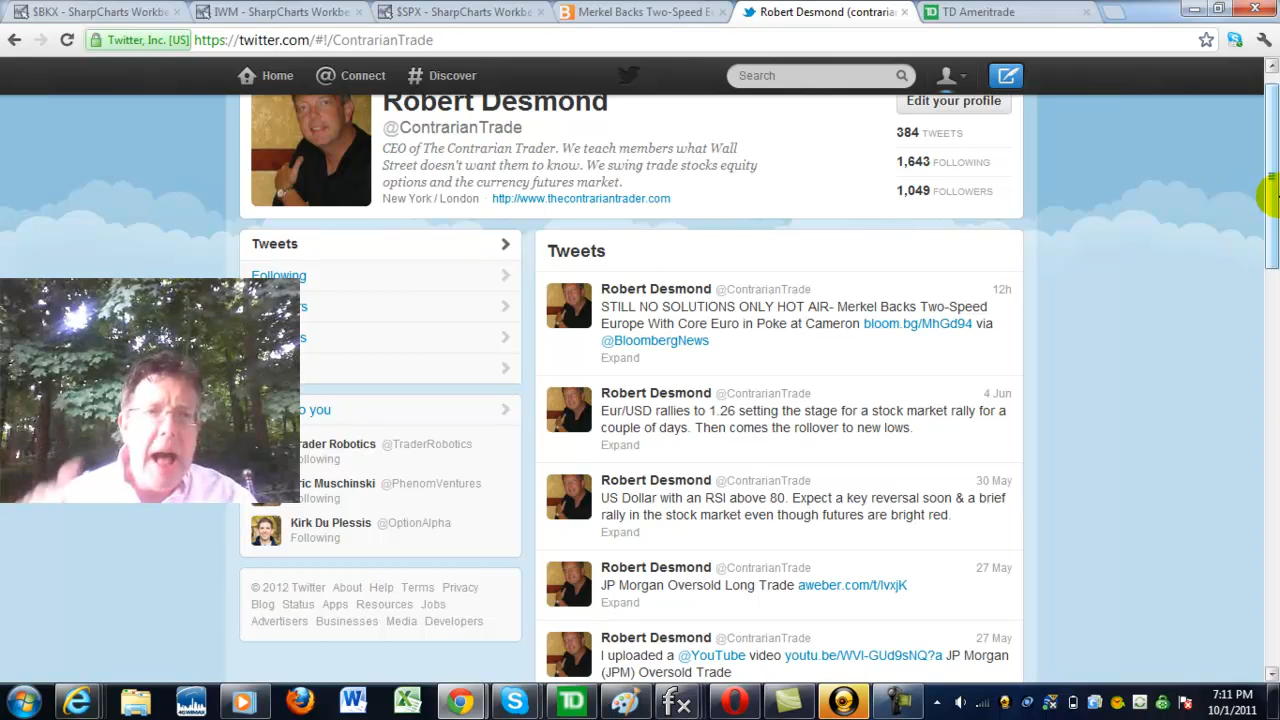 $BKX - SharpCharts Workb
IWM - SharpCharts Workbe
$SPX - SharpCharts Workb
Merkel Backs Two-Speed E
Robert Desmond (contraria
TD Ameritrade
Twitter, Inc. [US]
https://twitter.com/#!/ContrarianTrade
Home
@ Connect
# Discover
Search
Robert Desmond
@ContrarianTrade
CEO of The Contrarian Trader. We teach members what Wall
Street doesn't want them to know. We swing trade stocks equity
options and the currency futures market.
New York / London · http://www.thecontrariantrader.com
Edit your profile
384 TWEETS
1,643 FOLLOWING
1,049 FOLLOWERS
Tweets
Following
rs
s
o you
rader Robotics @TraderRobotics
Following
ric Muschinski @PhenomVentures
Following
Kirk Du Plessis @OptionAlpha
Following
© 2012 Twitter About Help Terms Privacy
Blog Status Apps Resources Jobs
Advertisers Businesses Media Developers
Tweets
Robert Desmond @ContrarianTrade 12h
STILL NO SOLUTIONS ONLY HOT AIR- Merkel Backs Two-Speed
Europe With Core Euro in Poke at Cameron bloom.bg/MhGd94 via
@BloombergNews
Expand
Robert Desmond @ContrarianTrade 4 Jun
Eur/USD rallies to 1.26 setting the stage for a stock market rally for a
couple of days. Then comes the rollover to new lows.
Expand
Robert Desmond @ContrarianTrade 30 May
US Dollar with an RSI above 80. Expect a key reversal soon & a brief
rally in the stock market even though futures are bright red.
Expand
Robert Desmond @ContrarianTrade 27 May
JP Morgan Oversold Long Trade aweber.com/t/IvxjK
Expand
Robert Desmond @ContrarianTrade 27 May
I uploaded a @YouTube video youtu.be/WVI-GUd9sNQ?a JP Morgan
(JPM) Oversold Trade
TD
fx
7:11 PM
10/1/2011